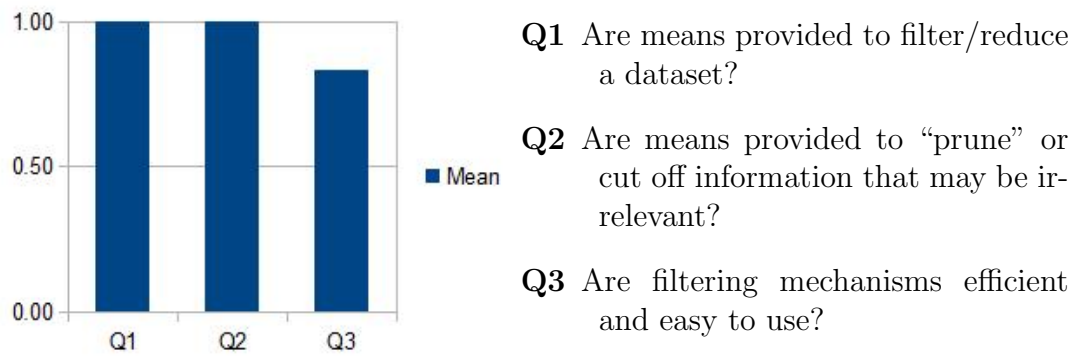 1.00
0.50
0.00
Q1 Q2 Q3
Mean
Q1 Are means provided to filter/reduce
a dataset?
Q2 Are means provided to “prune” or
cut off information that may be ir-
relevant?
Q3 Are filtering mechanisms efficient
and easy to use?